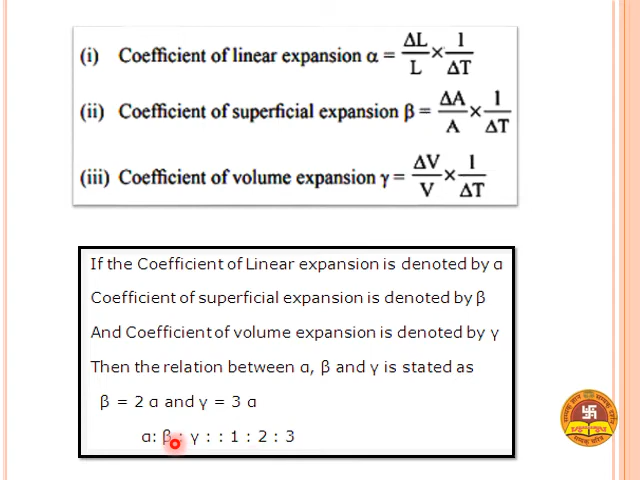 (i) Coefficient of linear expansion α = ΔL/L × 1/ΔT
(ii) Coefficient of superficial expansion β = ΔA/A × 1/ΔT
(iii) Coefficient of volume expansion γ = ΔV/V × 1/ΔT
If the Coefficient of Linear expansion is denoted by α
Coefficient of superficial expansion is denoted by β
And Coefficient of volume expansion is denoted by γ
Then the relation between α, β and γ is stated as
β = 2 α and γ = 3 α
α: β : γ : : 1 : 2 : 3